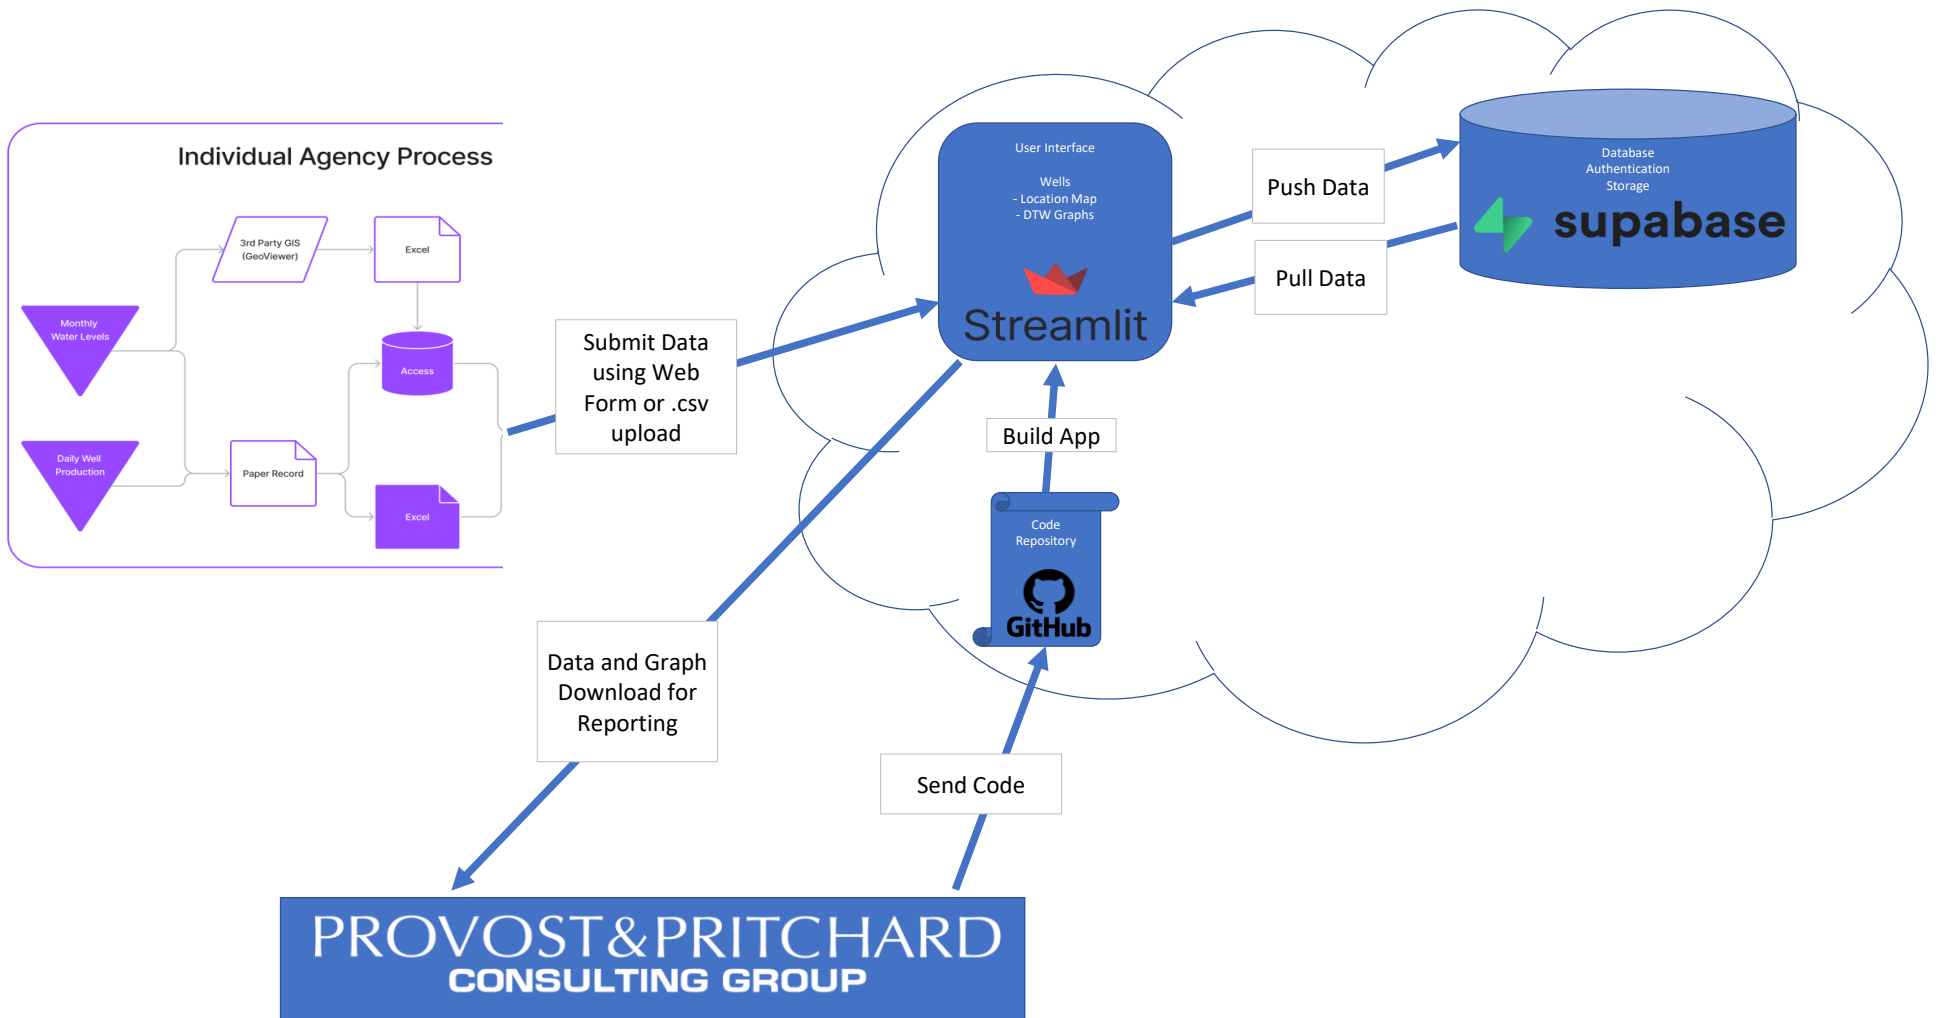 Individual Agency Process
3rd Party GIS
(GeoViewer)
Excel
Monthly
Water Levels
Access
Daily Well
Production
Paper Record
Excel
Submit Data
using Web
Form or .csv
upload
User Interface
Wells
- Location Map
- DTW Graphs
Streamlit
Push Data
Pull Data
Database
Authentication
Storage
supabase
Build App
Code
Repository
GitHub
Data and Graph
Download for
Reporting
Send Code
PROVOST&PRITCHARD
CONSULTING GROUP